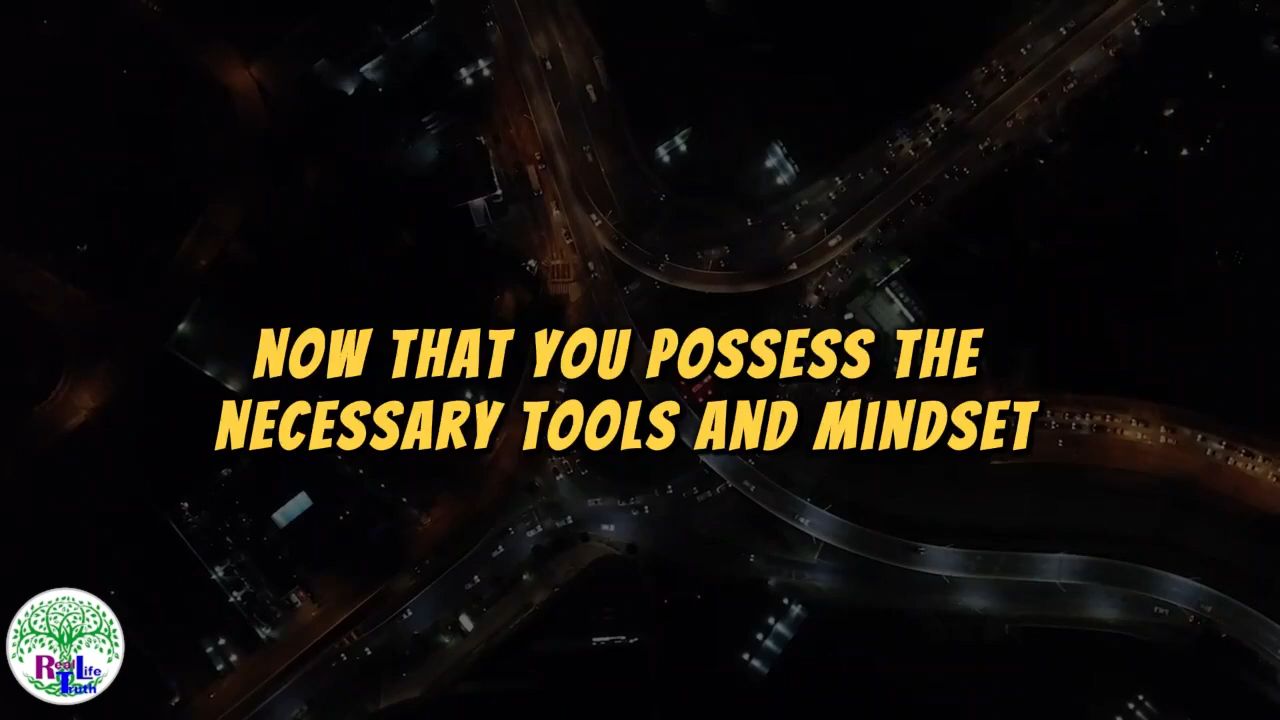 NOW THAT YOU POSSESS THE
NECESSARY TOOLS AND MINDSET
Real Life
Truth